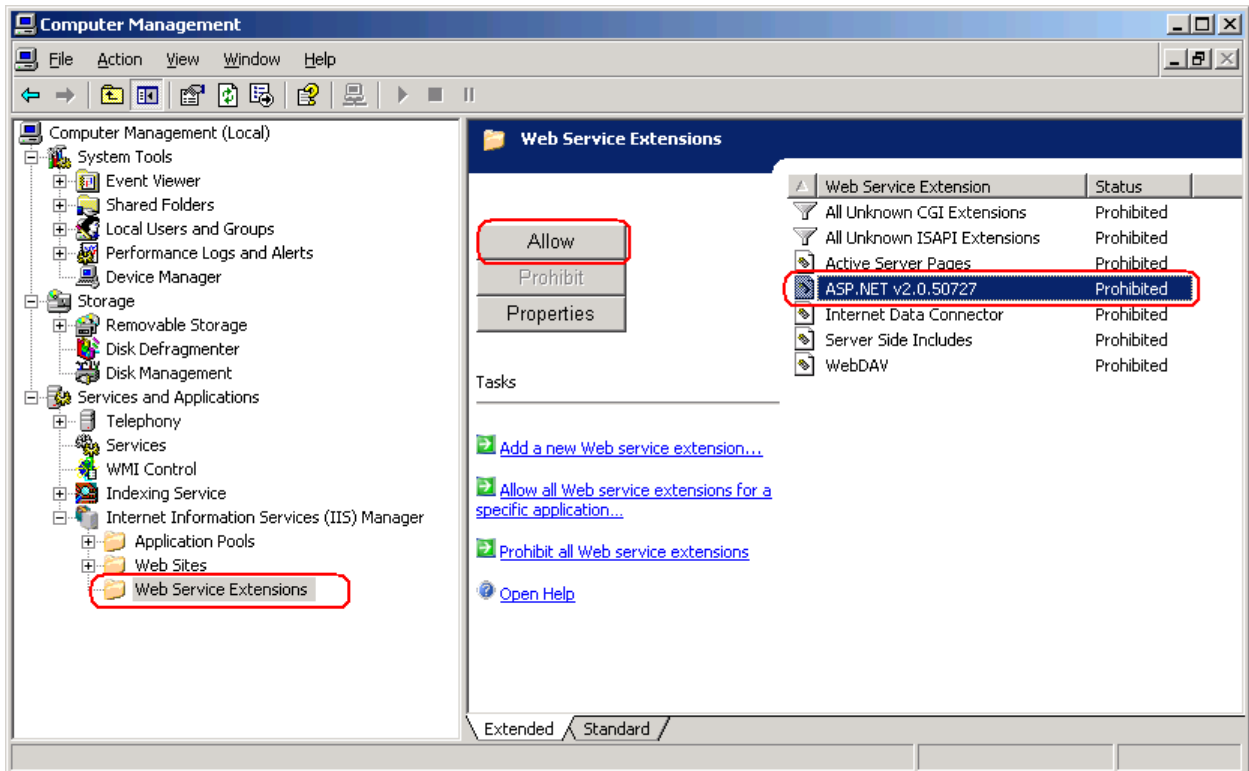 Computer Management
File Action View Window Help
Computer Management (Local)
System Tools
Event Viewer
Shared Folders
Local Users and Groups
Performance Logs and Alerts
Device Manager
Storage
Removable Storage
Disk Defragmenter
Disk Management
Services and Applications
Telephony
Services
WMI Control
Indexing Service
Internet Information Services (IIS) Manager
Application Pools
Web Sites
Web Service Extensions
Web Service Extensions
Allow
Prohibit
Properties
Tasks
Add a new Web service extension...
Allow all Web service extensions for a
specific application...
Prohibit all Web service extensions
Open Help
Web Service Extension Status
All Unknown CGI Extensions Prohibited
All Unknown ISAPI Extensions Prohibited
Active Server Pages Prohibited
ASP.NET v2.0.50727 Prohibited
Internet Data Connector Prohibited
Server Side Includes Prohibited
WebDAV Prohibited
Extended Standard